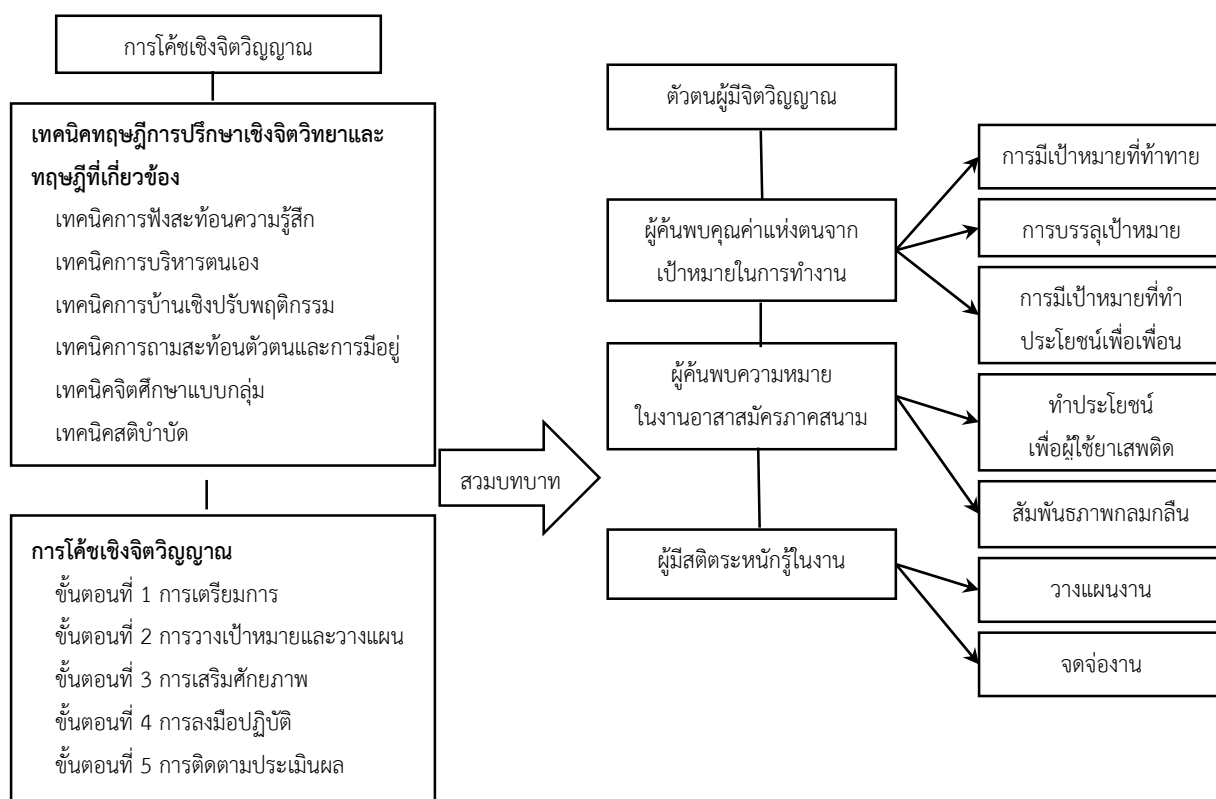 การโค้ชเชิงจิตวิญญาณ
เทคนิคทฤษฎีการปรึกษาเชิงจิตวิทยาและ
ทฤษฎีที่เกี่ยวข้อง
เทคนิคการฟังสะท้อนความรู้สึก
เทคนิคการบริหารตนเอง
เทคนิคการบ้านเชิงปรับพฤติกรรม
เทคนิคการถามสะท้อนตัวตนและการมีอยู่
เทคนิคจิตศึกษาแบบกลุ่ม
เทคนิคสติบำบัด
การโค้ชเชิงจิตวิญญาณ
ขั้นตอนที่ 1 การเตรียมการ
ขั้นตอนที่ 2 การวางเป้าหมายและวางแผน
ขั้นตอนที่ 3 การเสริมศักยภาพ
ขั้นตอนที่ 4 การลงมือปฏิบัติ
ขั้นตอนที่ 5 การติดตามประเมินผล
สวมบทบาท
ตัวตนผู้มีจิตวิญญาณ
ผู้ค้นพบคุณค่าแห่งตนจาก
เป้าหมายในการทำงาน
ผู้ค้นพบความหมาย
ในงานอาสาสมัครภาคสนาม
ผู้มีสติตระหนักรู้ในงาน
การมีเป้าหมายที่ท้าทาย
การบรรลุเป้าหมาย
การมีเป้าหมายที่ทำ
ประโยชน์เพื่อเพื่อน
ทำประโยชน์
เพื่อผู้ใช้ยาเสพติด
สัมพันธภาพกลมกลืน
วางแผนงาน
จดจ่องาน